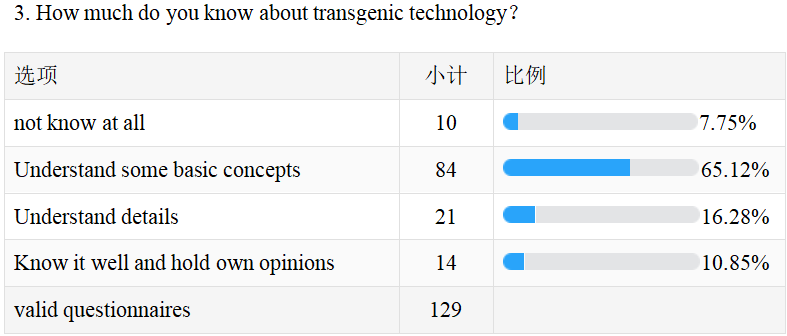 3. How much do you know about transgenic technology？
选项 小计 比例
not know at all 10 7.75%
Understand some basic concepts 84 65.12%
Understand details 21 16.28%
Know it well and hold own opinions 14 10.85%
valid questionnaires 129